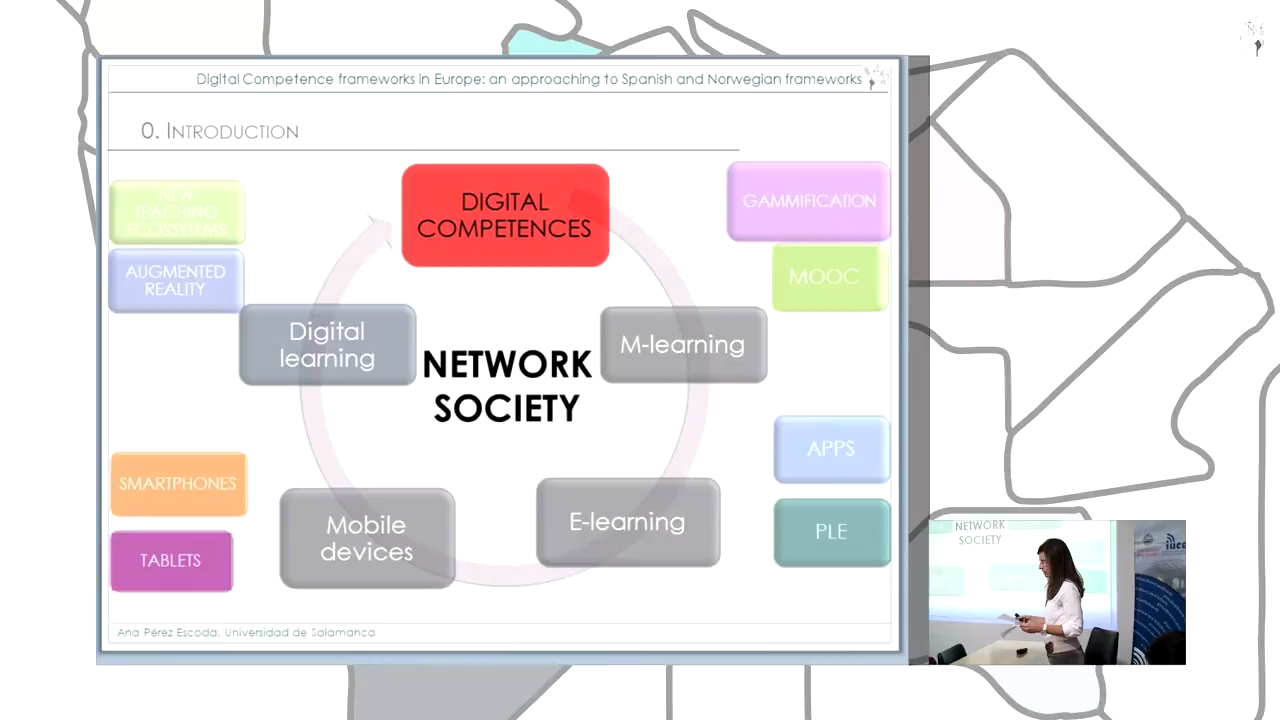 Digital Competence frameworks in Europe: an approaching to Spanish and Norwegian frameworks
0. INTRODUCTION
NEW
TEACHING
ECOSSYTEMS
AUGMENTED
REALITY
DIGITAL
COMPETENCES
GAMMIFICATION
MOOC
Digital
learning
NETWORK
SOCIETY
M-learning
SMARTPHONES
TABLETS
Mobile
devices
E-learning
APPS
PLE
Ana Pérez Escoda. Universidad de Salamanca
NETWORK
SOCIETY
iuce